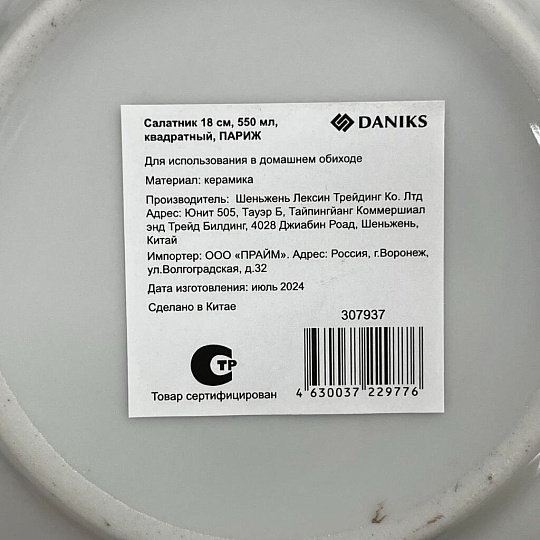 Салатник 18 см, 550 мл,
квадратный, ПАРИЖ
DANIKS
Для использования в домашнем обиходе
Материал: керамика
Производитель: Шеньжень Лексин Трейдинг Ко. Лтд
Адрес: Юнит 505, Тауэр Б, Тайпингйанг Коммершиал
энд Трейд Билдинг, 4028 Джиабин Роад, Шеньжень,
Китай
Импортер: ООО «ПРАЙМ». Адрес: Россия, г.Воронеж,
ул.Волгоградская, д.32
Дата изготовления: июль 2024
Сделано в Китае
307937
СТР
Товар сертифицирован
4 630037 229776